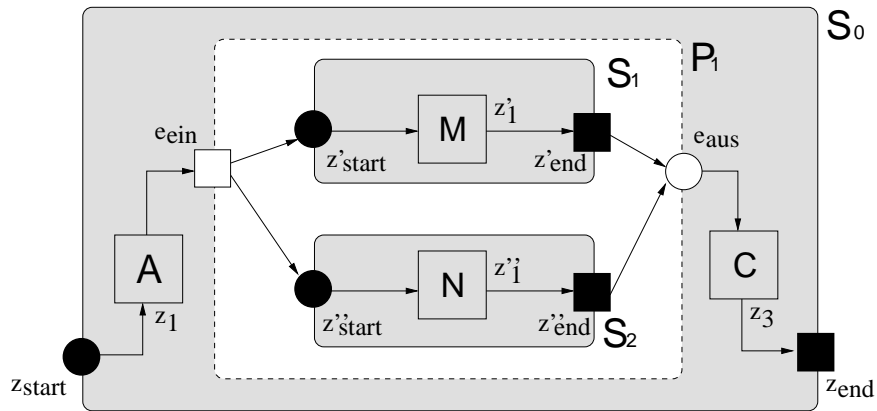 S0
P1
S1
M
z'1
z'start
z'end
eein
eaus
A
z1
N
z''1
z''start
z''end
S2
C
z3
zstart
zend